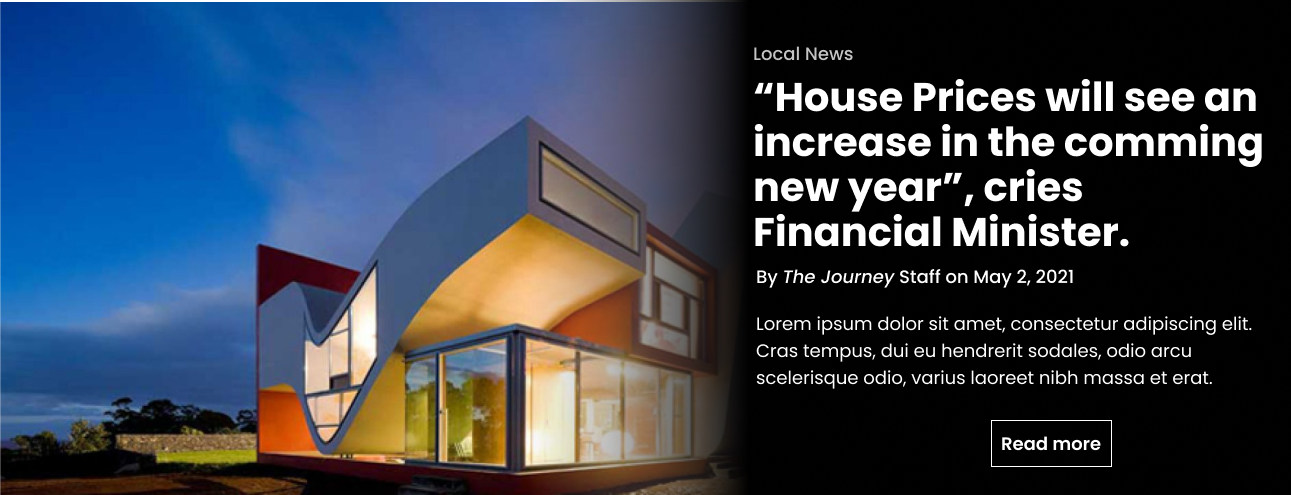 Local News
“House Prices will see an
increase in the comming
new year”, cries
Financial Minister.
By The Journey Staff on May 2, 2021
Lorem ipsum dolor sit amet, consectetur adipiscing elit.
Cras tempus, dui eu hendrerit sodales, odio arcu
scelerisque odio, varius laoreet nibh massa et erat.
Read more